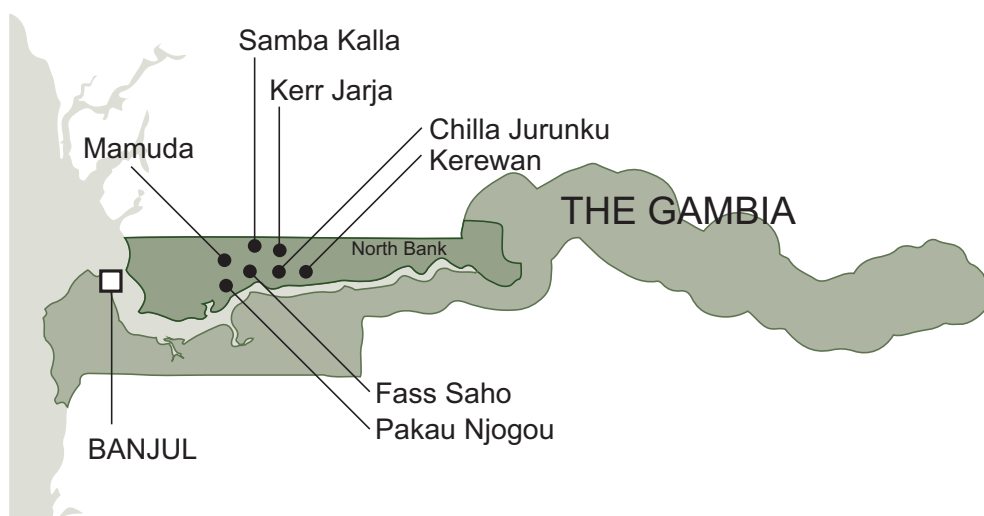 Samba Kalla
Kerr Jarja
Chilla Jurunku
Mamuda
Kerewan
THE GAMBIA
North Bank
Fass Saho
Pakau Njogou
BANJUL